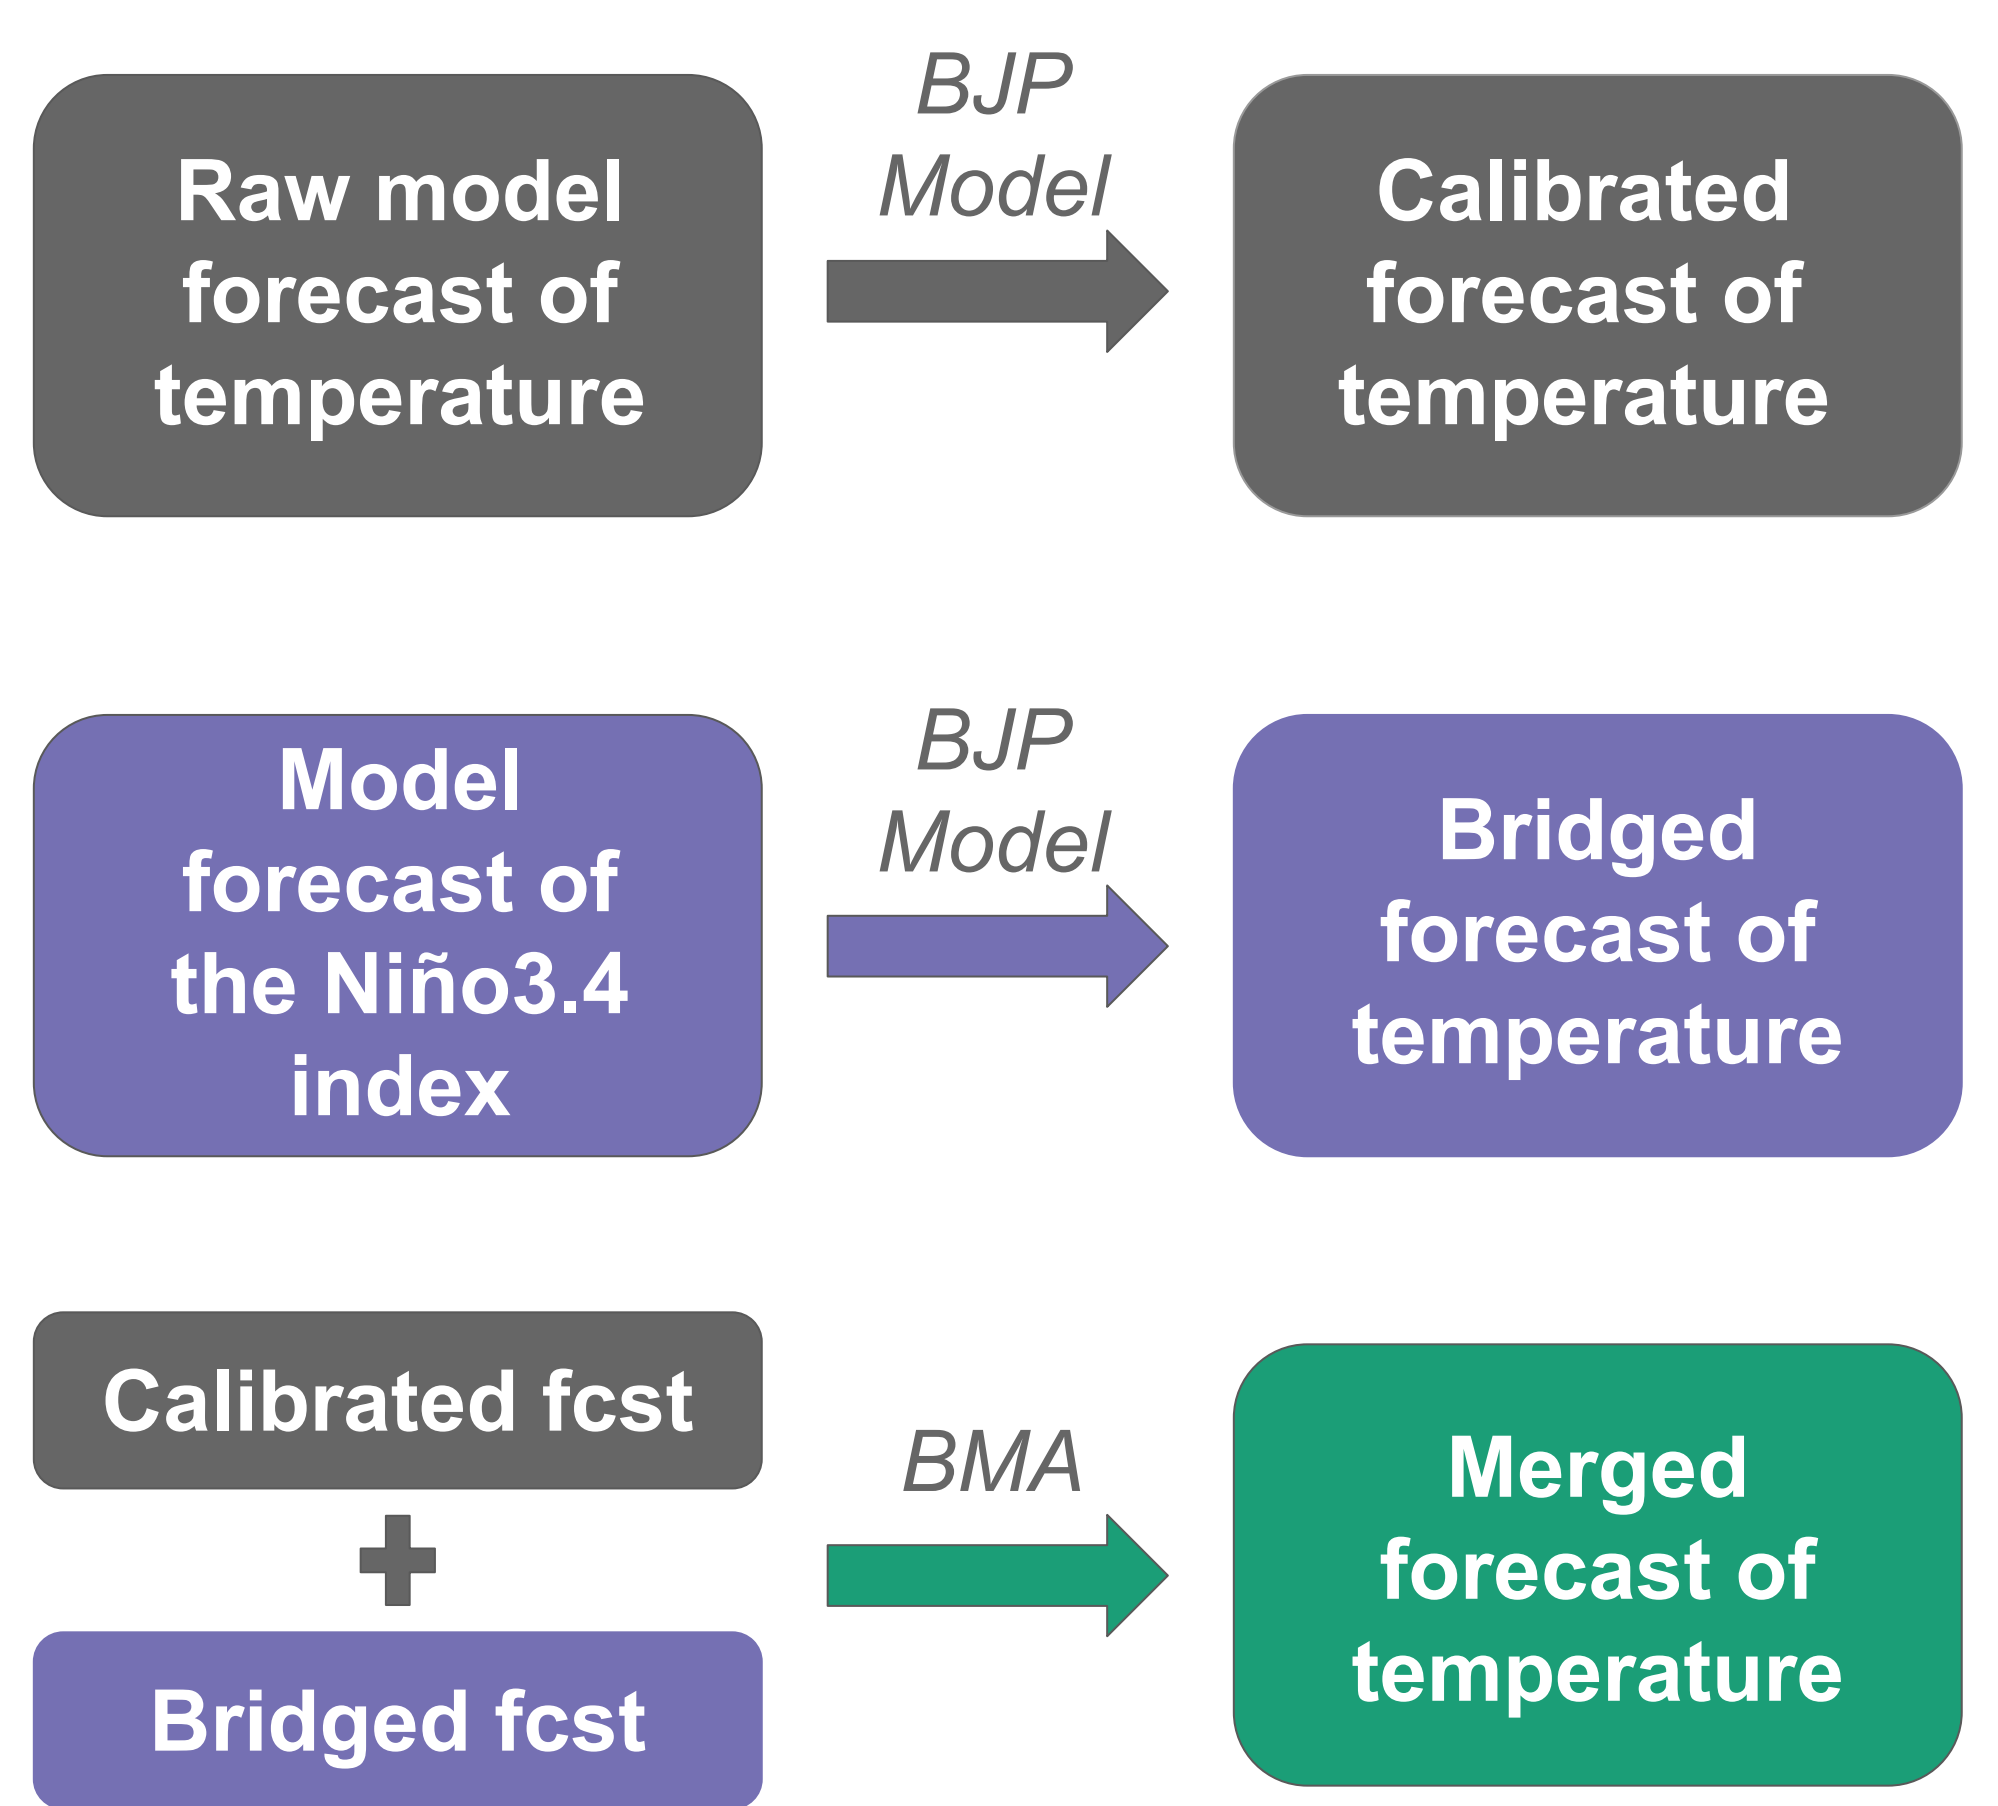 Raw model
forecast of
temperature
BJP
Model
Calibrated
forecast of
temperature
Model
forecast of
the Niño3.4
index
BJP
Model
Bridged
forecast of
temperature
Calibrated fcst
Bridged fcst
BMA
Merged
forecast of
temperature